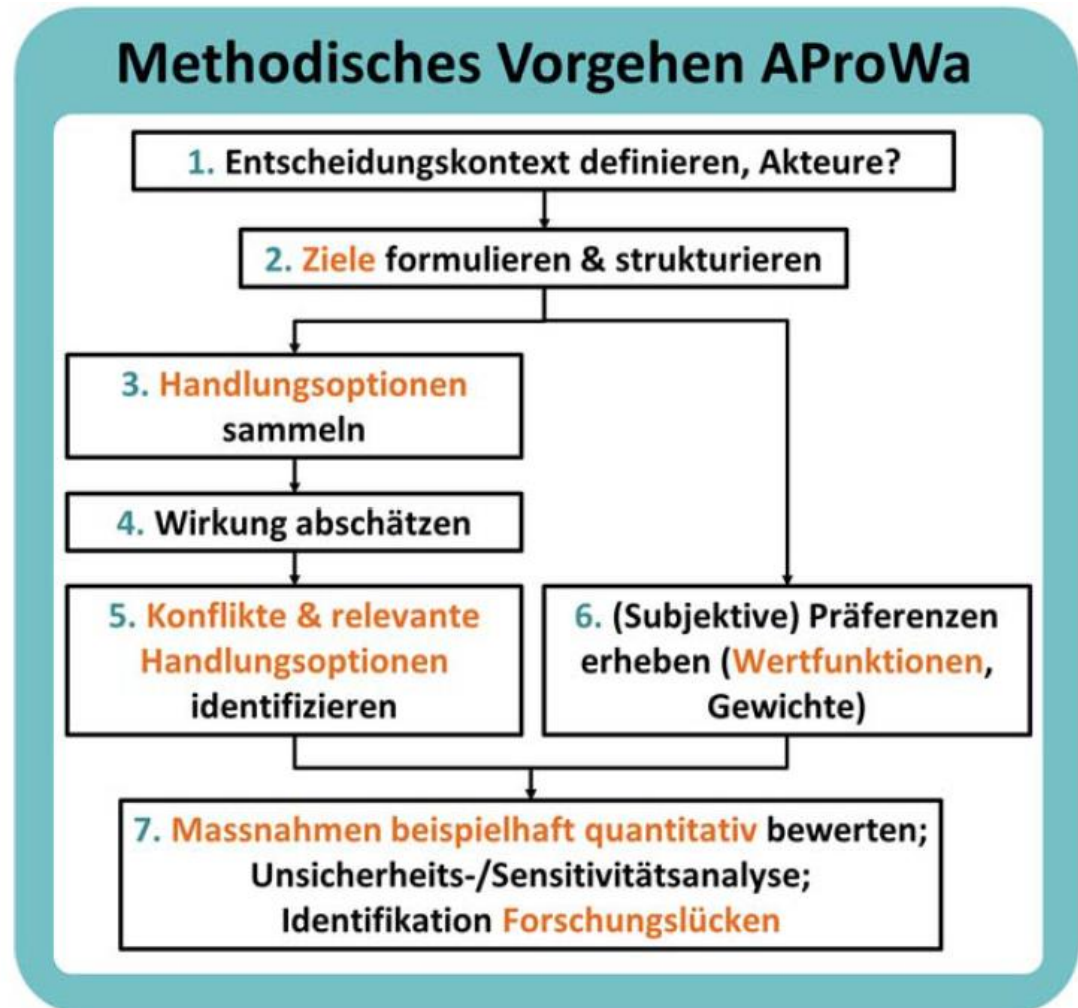 Methodisches Vorgehen AProWa
1. Entscheidungskontext definieren, Akteure?
2. Ziele formulieren & strukturieren
3. Handlungsoptionen
sammeln
4. Wirkung abschätzen
5. Konflikte & relevante
Handlungsoptionen
identifizieren
6. (Subjektive) Präferenzen
erheben (Wertfunktionen,
Gewichte)
7. Massnahmen beispielhaft quantitativ bewerten;
Unsicherheits-/Sensitivitätsanalyse;
Identifikation Forschungslücken